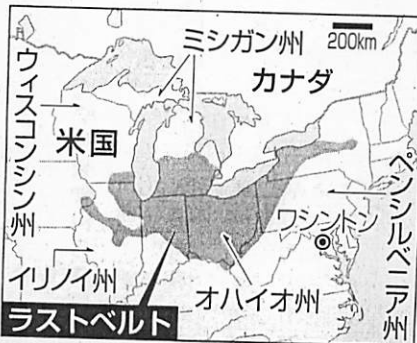 ミシガン州
200km
カナダ
ウィスコンシン州
米国
ペンシルベニア州
ワシントン
イリノイ州
オハイオ州
ラストベルト